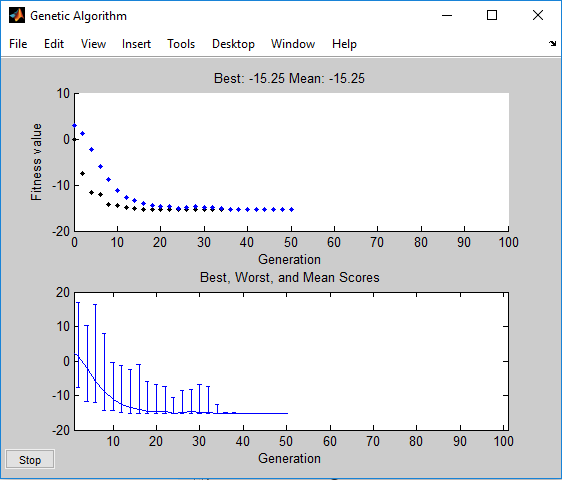 Genetic Algorithm
File Edit View Insert Tools Desktop Window Help
Best: -15.25 Mean: -15.25
10
0
-10
-20
Fitness value
0 10 20 30 40 50 60 70 80 90 100
Generation
Best, Worst, and Mean Scores
20
10
0
-10
-20
10 20 30 40 50 60 70 80 90 100
Generation
Stop